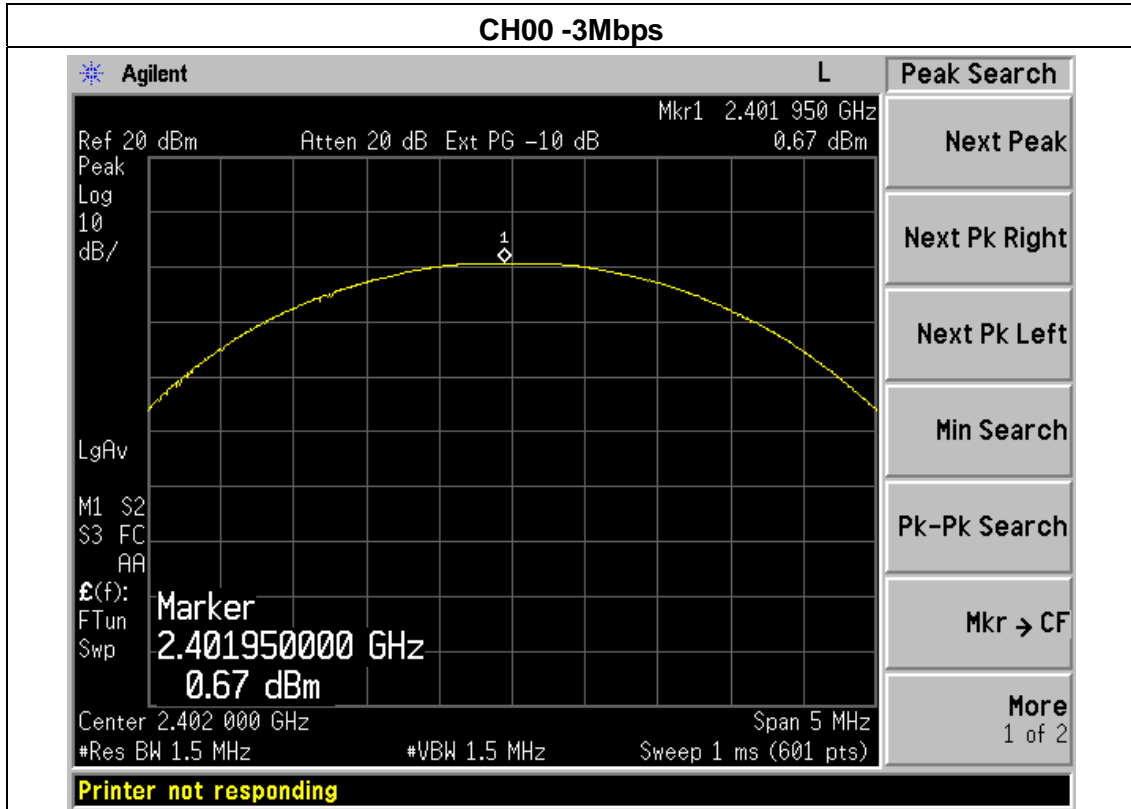 CH00 -3Mbps
Agilent
L
Peak Search
Mkr1 2.401 950 GHz
Ref 20 dBm Atten 20 dB Ext PG -10 dB 0.67 dBm
Peak
Log
10
dB/
1
LgAv
M1 S2
S3 FC
AA
£(f):
FTun
Swp
Marker
2.401950000 GHz
0.67 dBm
Center 2.402 000 GHz Span 5 MHz
#Res BW 1.5 MHz #VBW 1.5 MHz Sweep 1 ms (601 pts)
Printer not responding
Next Peak
Next Pk Right
Next Pk Left
Min Search
Pk-Pk Search
Mkr → CF
More
1 of 2